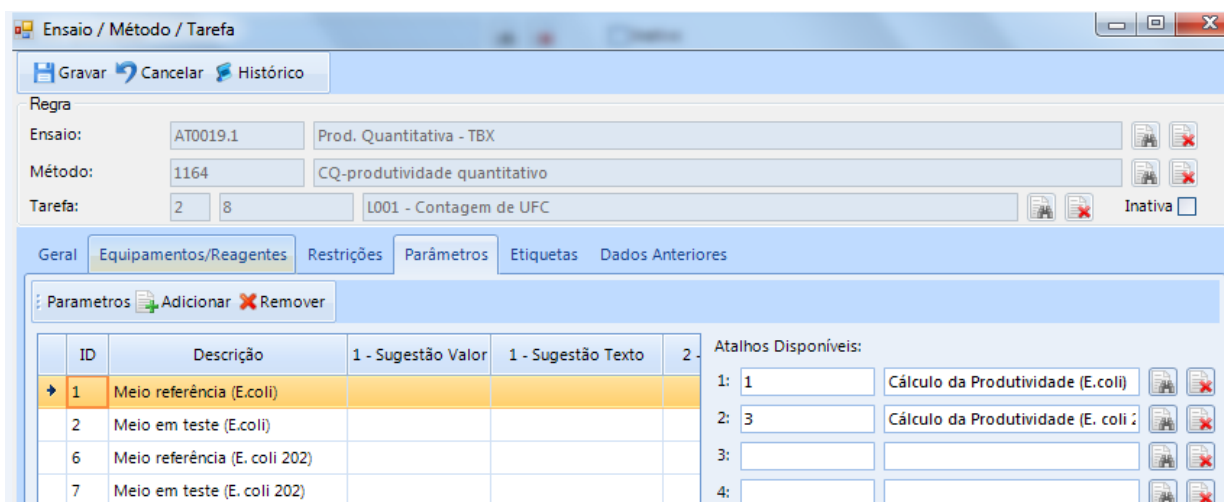 Ensaio / Método / Tarefa
Gravar Cancelar Histórico
Regra
Ensaio: AT0019.1 Prod. Quantitativa - TBX
Método: 1164 CQ-produtividade quantitativo
Tarefa: 2 8 L001 - Contagem de UFC Inativa
Geral Equipamentos/Reagentes Restrições Parâmetros Etiquetas Dados Anteriores
Parametros Adicionar Remover
ID Descrição 1 - Sugestão Valor 1 - Sugestão Texto 2 -
1 Meio referência (E.coli)
2 Meio em teste (E.coli)
6 Meio referência (E. coli 202)
7 Meio em teste (E. coli 202)
Atalhos Disponíveis:
1: 1 Cálculo da Produtividade (E.coli)
2: 3 Cálculo da Produtividade (E. coli
3:
4: